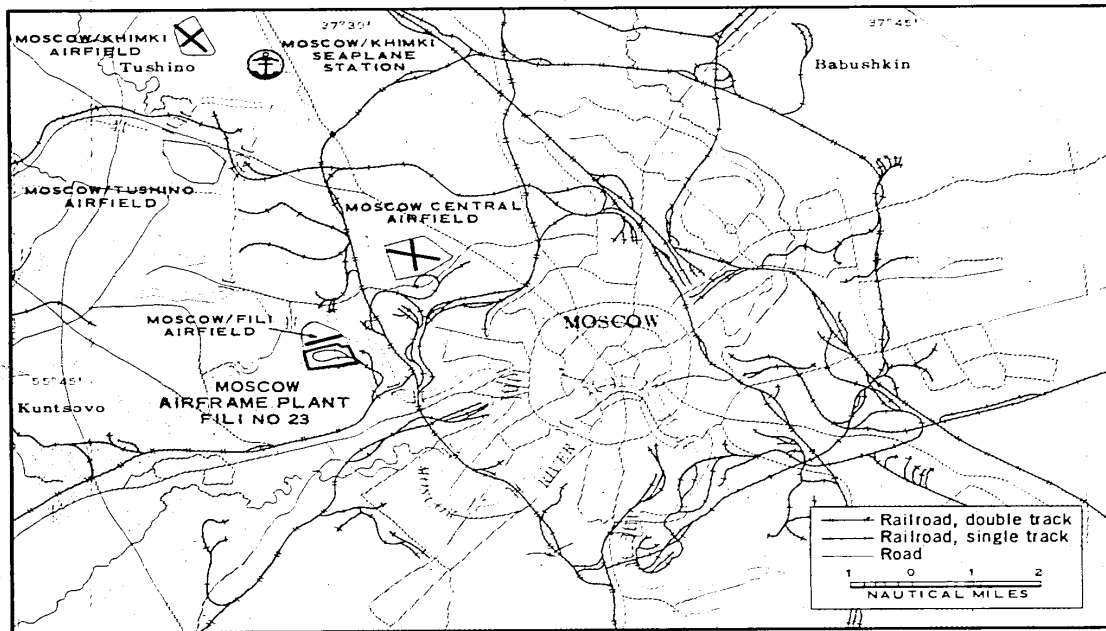 37°30'
37°45'
MOSCOW/KHIMKI
AIRFIELD
Tushino
MOSCOW/KHIMKI
SEAPLANE
STATION
Babushkin
MOSCOW/TUSHINO
AIRFIELD
MOSCOW CENTRAL
AIRFIELD
MOSCOW/FILI
AIRFIELD
MOSCOW
55°45'
Kuntsovo
MOSCOW
AIRFRAME PLANT
FILI NO 23
RIVER
Railroad, double track
Railroad, single track
Road
1 0 1 2
NAUTICAL MILES